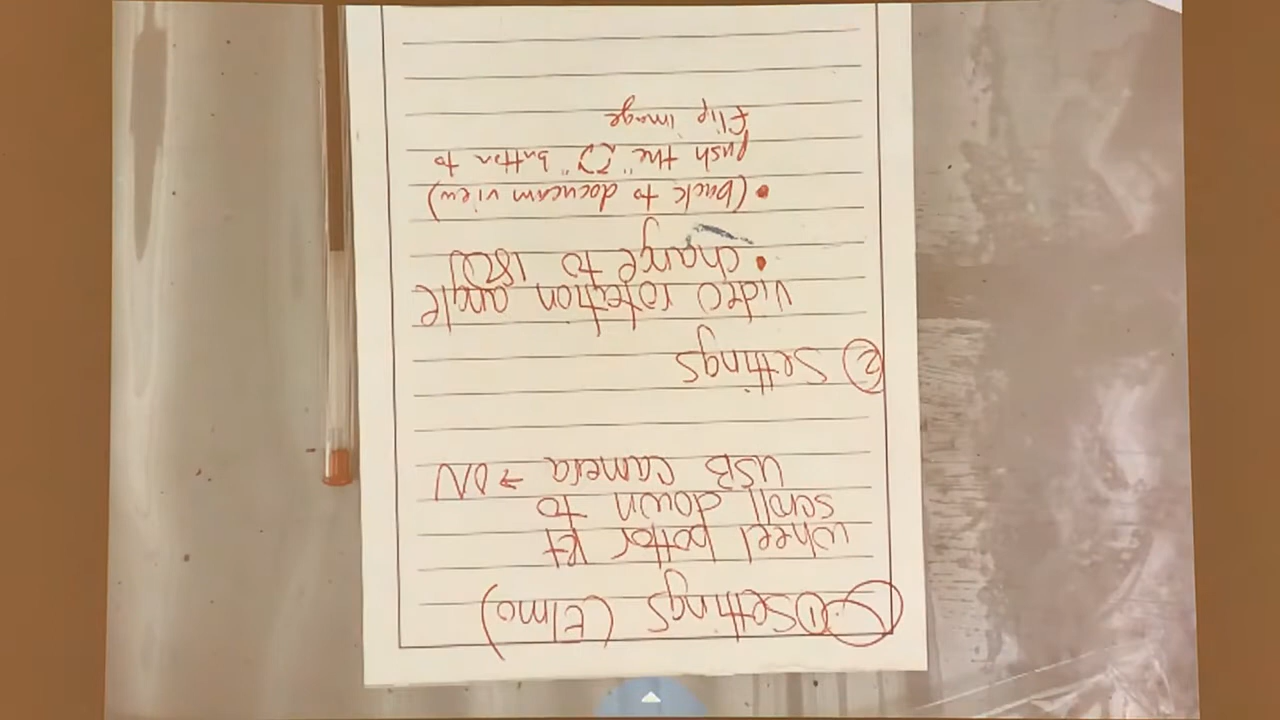 ① Settings (Elmo)
wheel bottom left
scroll down to
USB camera → ON
② Settings
video rotation angle
• change to 180
• (back to docucam view)
push the "⟳" button to
flip image